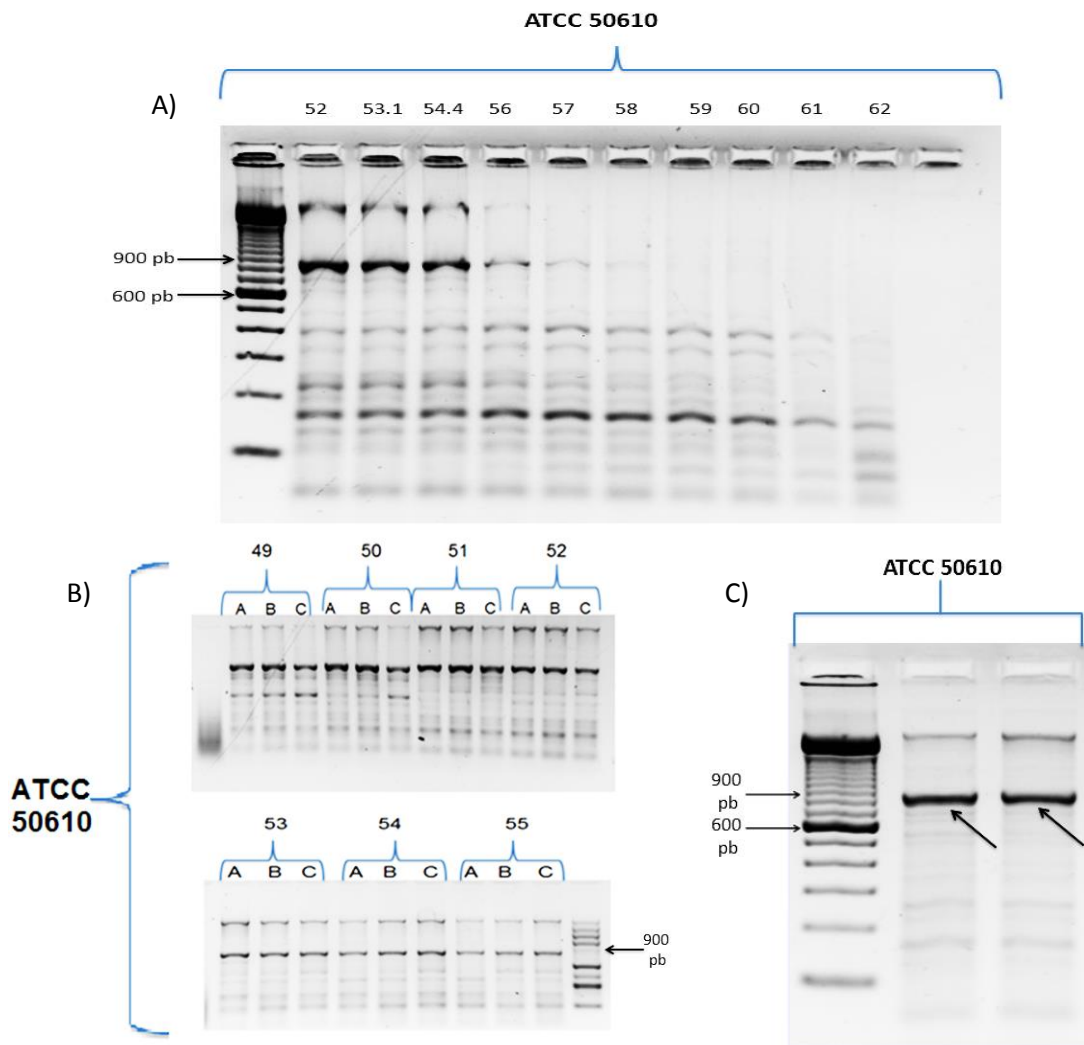 ATCC 50610
A)
52 53.1 54.4 56 57 58 59 60 61 62
900 pb
600 pb
B)
49 50 51 52
A B C A B C A B C A B C
ATCC
50610
53 54 55
A B C A B C A B C
900
pb
C)
ATCC 50610
900
pb
600
pb